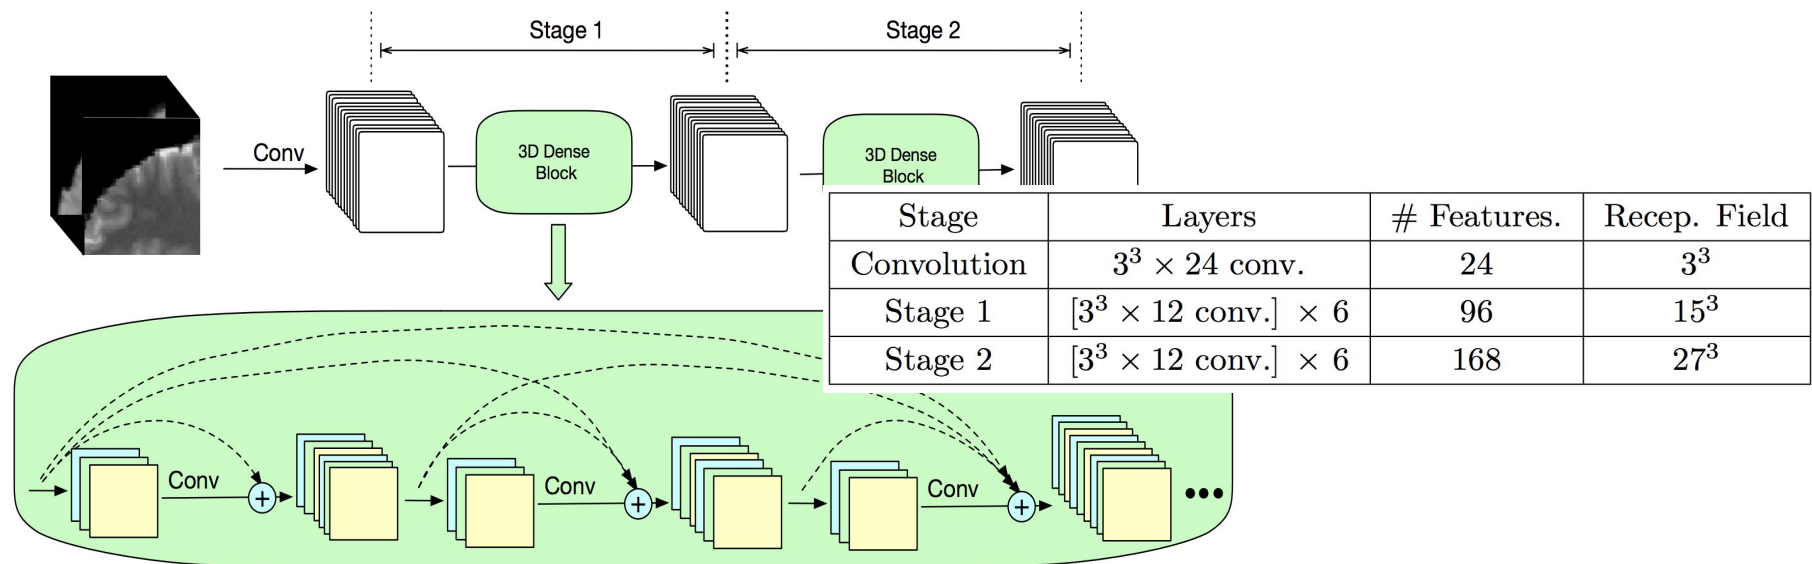 Stage 1
Stage 2
Conv
3D Dense
Block
3D Dense
Block
Stage Layers # Features. Recep. Field
Convolution 3³ × 24 conv. 24 3³
Stage 1 [3³ × 12 conv.] × 6 96 15³
Stage 2 [3³ × 12 conv.] × 6 168 27³
Conv
+
Conv
+
Conv
+
•••